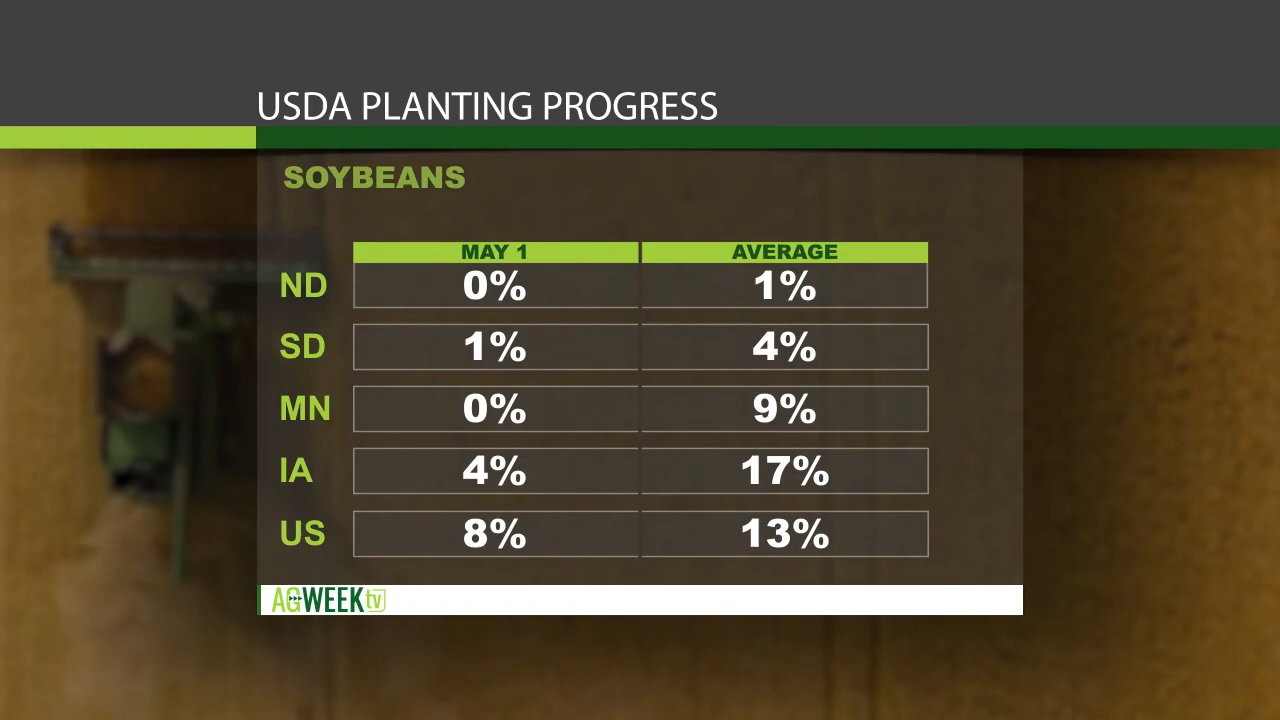 USDA PLANTING PROGRESS
SOYBEANS
MAY 1 AVERAGE
ND 0% 1%
SD 1% 4%
MN 0% 9%
IA 4% 17%
US 8% 13%
AGWEEK tv